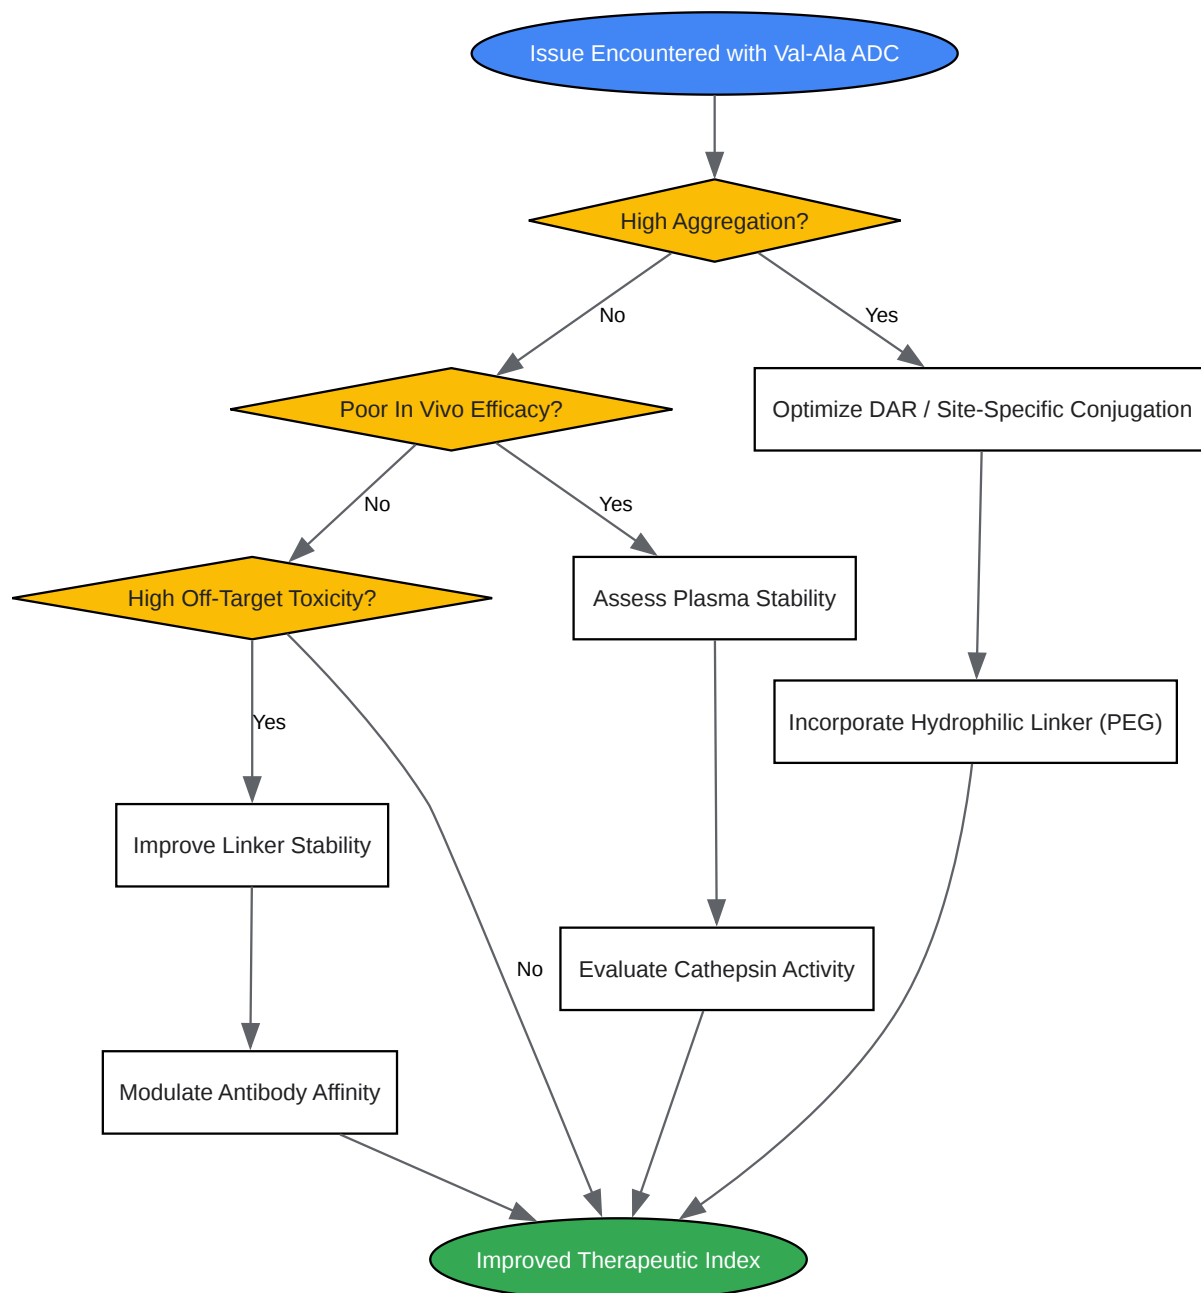 Issue Encountered with Val-Ala ADC
High Aggregation?
No
Yes
Poor In Vivo Efficacy?
Optimize DAR / Site-Specific Conjugation
No
Yes
High Off-Target Toxicity?
Assess Plasma Stability
Incorporate Hydrophilic Linker (PEG)
Yes
Improve Linker Stability
No
Evaluate Cathepsin Activity
Modulate Antibody Affinity
Improved Therapeutic Index